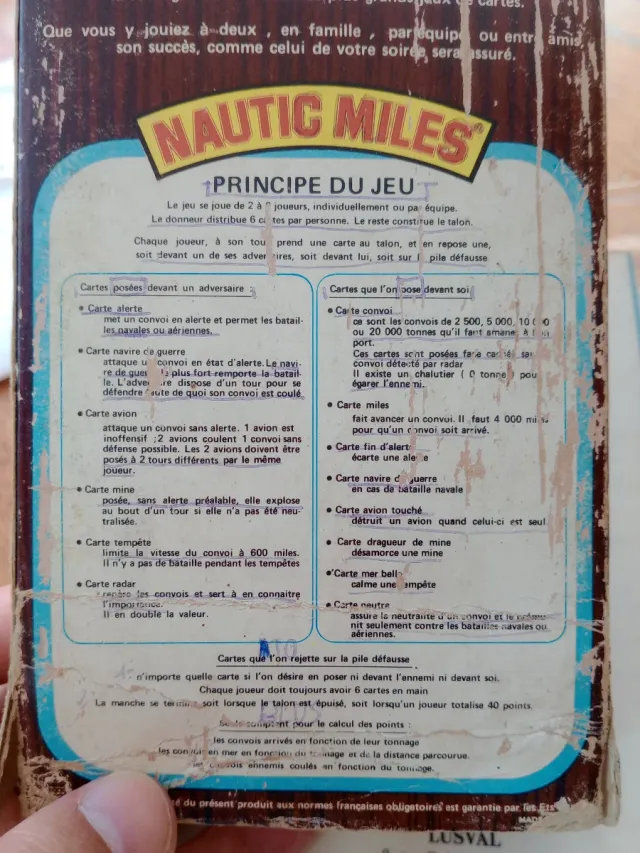 grands jeux de cartes.
Que vous y jouiez à deux , en famille , par équipe ou entre amis
son succès, comme celui de votre soirée sera assuré.
NAUTIC MILES®
PRINCIPE DU JEU
Le jeu se joue de 2 à joueurs, individuellement ou par équipe.
Le donneur distribue 6 cartes par personne. Le reste constitue le talon.
Chaque joueur, à son tour prend une carte au talon, et en repose une,
soit devant un de ses adversaires, soit devant lui, soit sur la pile défausse
Cartes posées devant un adversaire :
• Carte alerte
met un convoi en alerte et permet les batail-
les navales ou aériennes.
• Carte navire de guerre
attaque un convoi en état d'alerte. Le navi-
re de guerre le plus fort remporte la batail-
le. L'adversaire dispose d'un tour pour se
défendre faute de quoi son convoi est coulé
• Carte avion
attaque un convoi sans alerte. 1 avion est
inoffensif ; 2 avions coulent 1 convoi sans
défense possible. Les 2 avions doivent être
posés à 2 tours différents par le même
joueur.
• Carte mine
posée, sans alerte préalable, elle explose
au bout d'un tour si elle n'a pas été neu-
tralisée.
• Carte tempête
limite la vitesse du convoi à 600 miles.
Il n'y a pas de bataille pendant les tempêtes
• Carte radar
repère les convois et sert à en connaitre
l'importance.
Il en double la valeur.
Cartes que l'on pose devant soi
• Carte convoi
ce sont les convois de 2 500, 5 000, 10 000
ou 20 000 tonnes qu'il faut amener à bon
port.
Ces cartes sont posées face cachée sauf
convoi détecté par radar
Il existe un chalutier ( 0 tonne ) pour
égarer l'ennemi.
• Carte miles
fait avancer un convoi. Il faut 4 000 miles
pour qu'un convoi soit arrivé.
• Carte fin d'alerte
écarte une alerte
• Carte navire de guerre
en cas de bataille navale
• Carte avion touché
détruit un avion quand celui-ci est seul
• Carte dragueur de mine
désamorce une mine
• Carte mer belle
calme une tempête
• Carte neutre
assure la neutralité d'un convoi et le prému-
nit seulement contre les batailles navales ou
aériennes.
Cartes que l'on rejette sur la pile défausse
n'importe quelle carte si l'on désire en poser ni devant l'ennemi ni devant soi.
Chaque joueur doit toujours avoir 6 cartes en main
La manche se termine soit lorsque le talon est épuisé, soit lorsqu'un joueur totalise 40 points.
Seuls comptent pour le calcul des points :
les convois arrivés en fonction de leur tonnage
les convois en mer en fonction du tonnage et de la distance parcourue.
les convois ennemis coulés en fonction du tonnage.
du présent produit aux normes françaises obligatoires est garantie par les Ets
MADE
LUSVAL